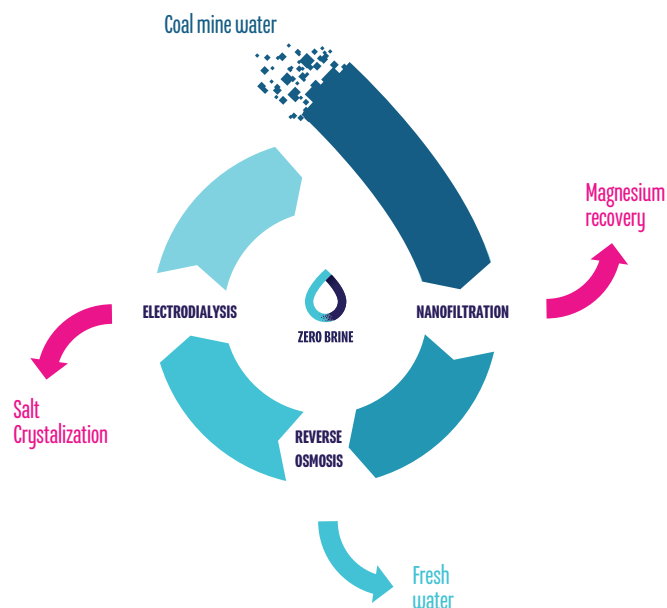 Coal mine water
Magnesium
recovery
ELECTRODIALYSIS
NANOFILTRATION
ZERO BRINE
Salt
Crystalization
REVERSE
OSMOSIS
Fresh
water